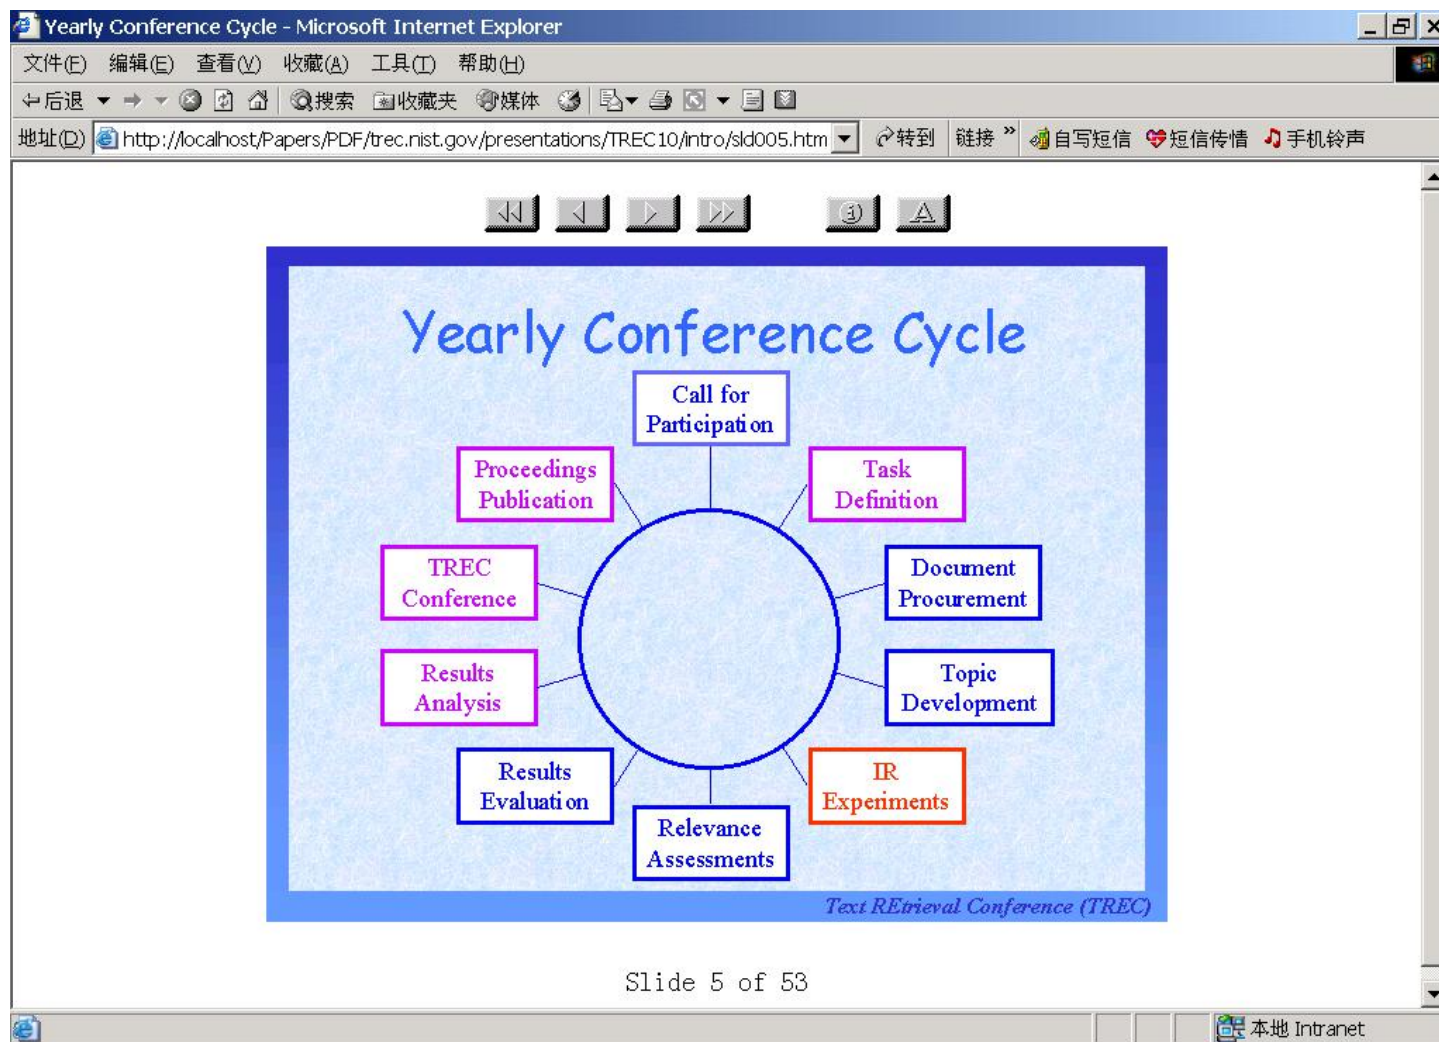 Yearly Conference Cycle - Microsoft Internet Explorer
文件(F) 编辑(E) 查看(V) 收藏(A) 工具(T) 帮助(H)
后退 搜索 收藏夹 媒体
地址(D) http://localhost/Papers/PDF/trec.nist.gov/presentations/TREC10/intro/sld005.htm 转到 链接 » 自写短信 短信传情 手机铃声
Yearly Conference Cycle
Call for
Participation
Proceedings
Publication
Task
Definition
TREC
Conference
Document
Procurement
Results
Analysis
Topic
Development
Results
Evaluation
IR
Experiments
Relevance
Assessments
Text REtrieval Conference (TREC)
Slide 5 of 53
本地 Intranet